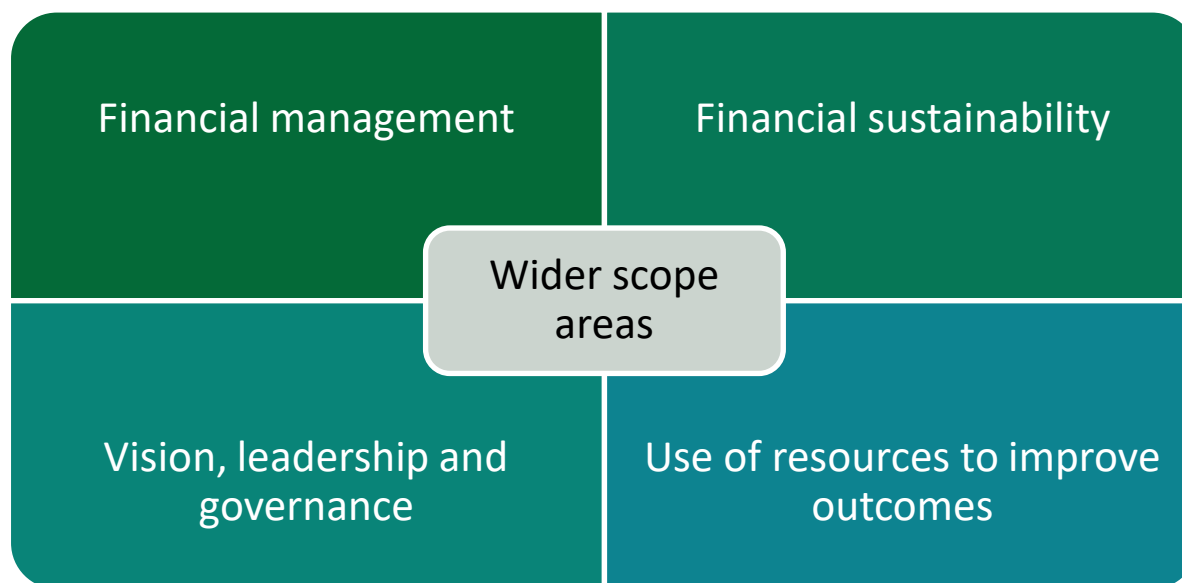 Financial management
Financial sustainability
Wider scope
areas
Vision, leadership and
governance
Use of resources to improve
outcomes